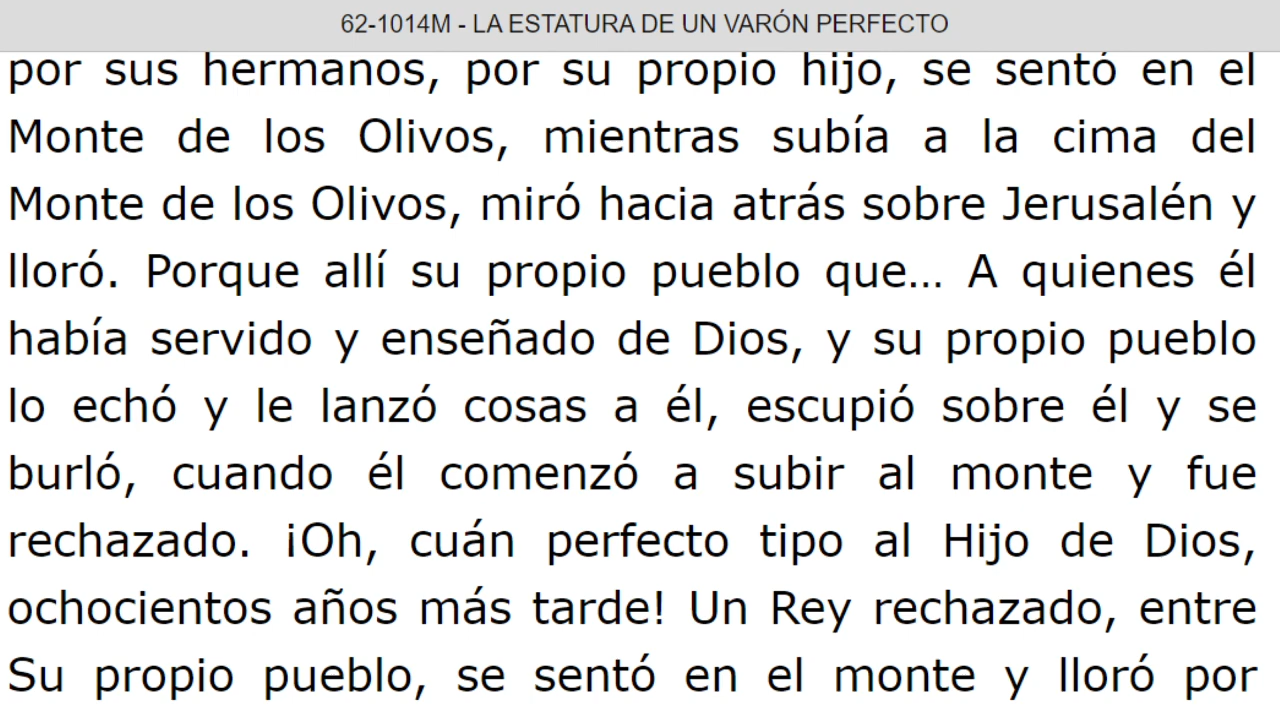 62-1014M - LA ESTATURA DE UN VARÓN PERFECTO
por sus hermanos, por su propio hijo, se sentó en el
Monte de los Olivos, mientras subía a la cima del
Monte de los Olivos, miró hacia atrás sobre Jerusalén y
lloró. Porque allí su propio pueblo que… A quienes él
había servido y enseñado de Dios, y su propio pueblo
lo echó y le lanzó cosas a él, escupió sobre él y se
burló, cuando él comenzó a subir al monte y fue
rechazado. ¡Oh, cuán perfecto tipo al Hijo de Dios,
ochocientos años más tarde! Un Rey rechazado, entre
Su propio pueblo, se sentó en el monte y lloró por